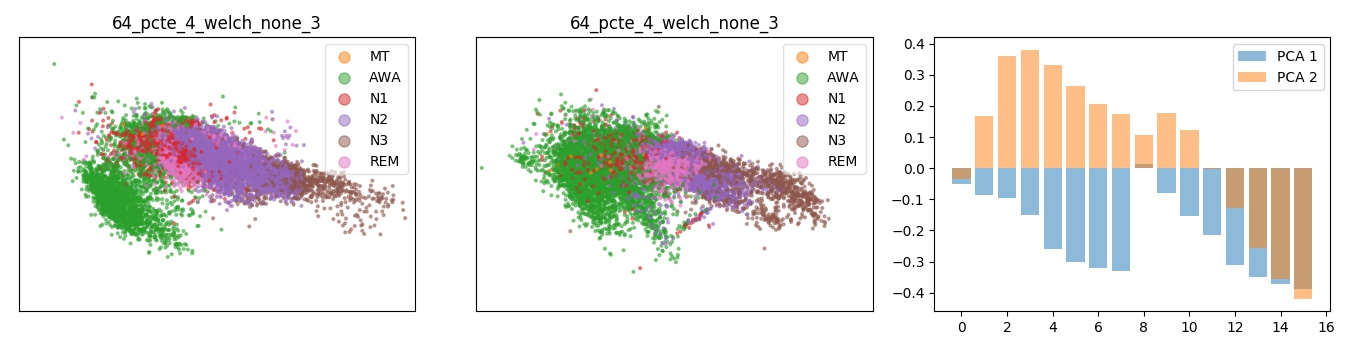 64_pcte_4_welch_none_3
MT
AWA
N1
N2
N3
REM
64_pcte_4_welch_none_3
MT
AWA
N1
N2
N3
REM
PCA 1
PCA 2
0.4
0.3
0.2
0.1
0.0
−0.1
−0.2
−0.3
−0.4
0 2 4 6 8 10 12 14 16